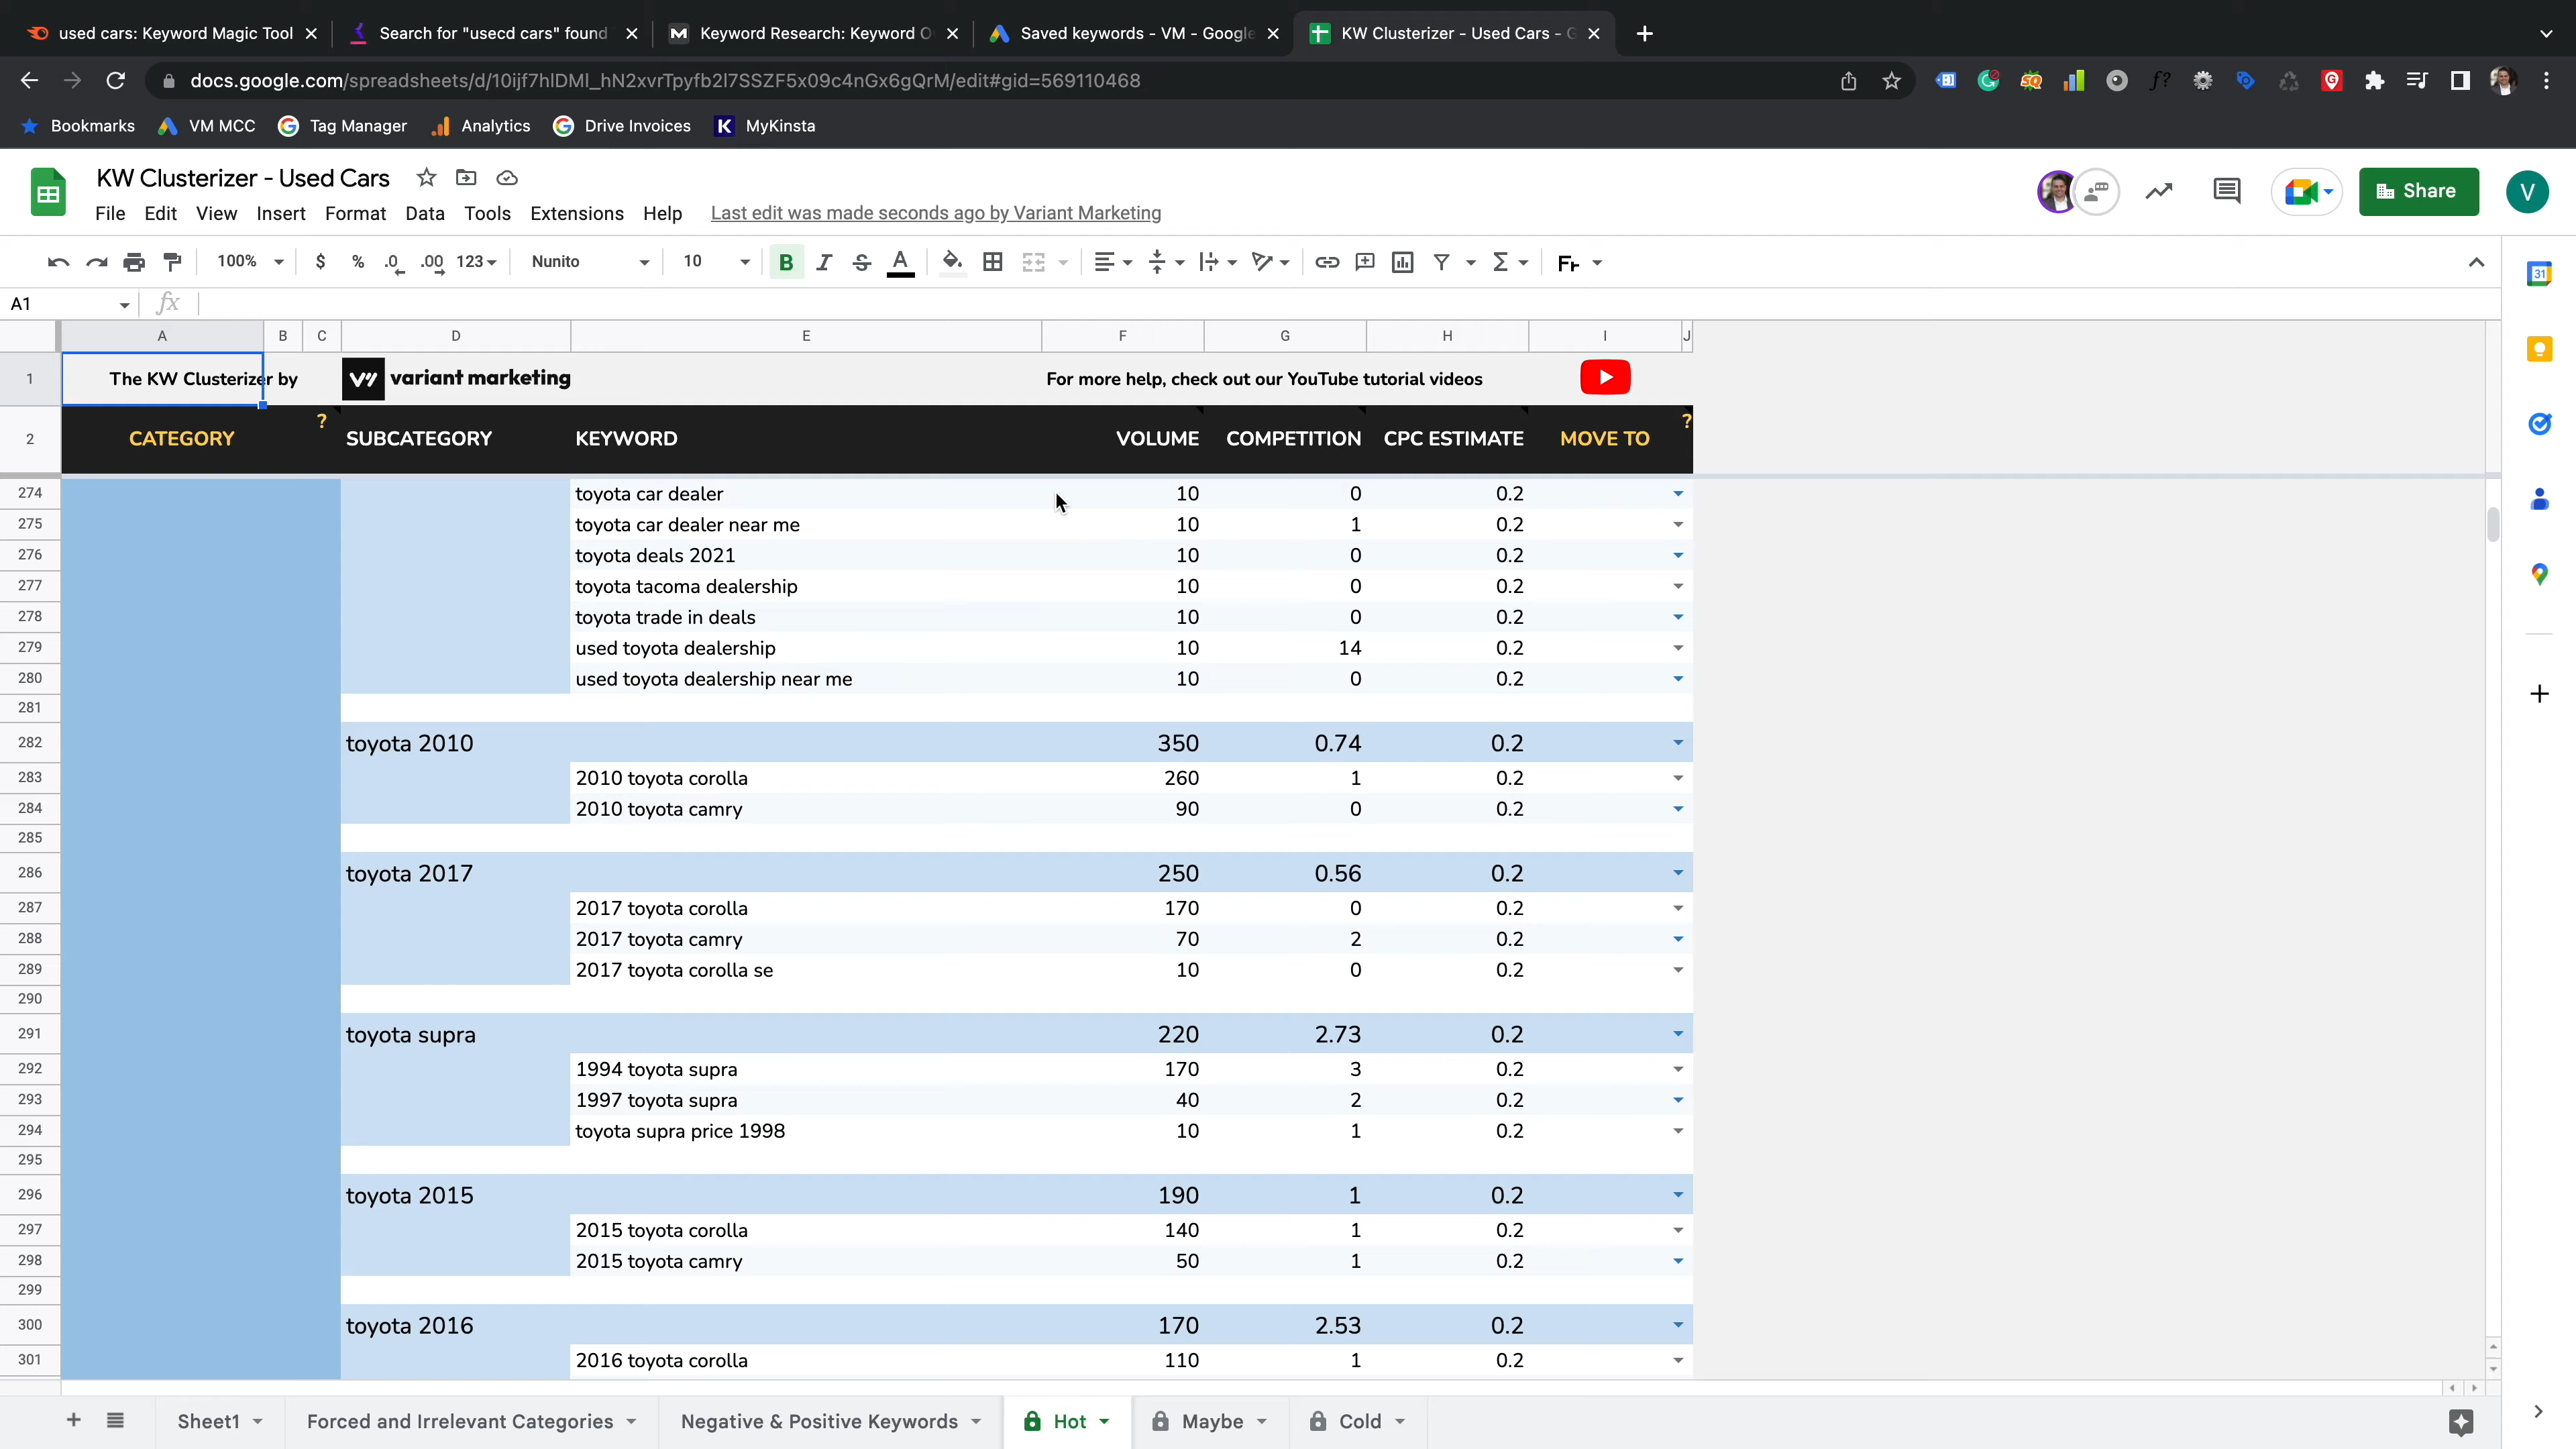 used cars: Keyword Magic Tool
Search for "usecd cars" found
Keyword Research: Keyword O
Saved keywords - VM - Google
KW Clusterizer - Used Cars - G
docs.google.com/spreadsheets/d/10ijf7hlDMI_hN2xvrTpyfb2l7SSZF5x09c4nGx6gQrM/edit#gid=569110468
Bookmarks VM MCC Tag Manager Analytics Drive Invoices MyKinsta
KW Clusterizer - Used Cars
File Edit View Insert Format Data Tools Extensions Help Last edit was made seconds ago by Variant Marketing
Share
V
100% $ % .0 .00 123 Nunito 10 B I S A
A1 fx
A B C D E F G H I J
1 The KW Clusterizer by variant marketing For more help, check out our YouTube tutorial videos
2 CATEGORY ? SUBCATEGORY KEYWORD VOLUME COMPETITION CPC ESTIMATE MOVE TO ?
274 toyota car dealer 10 0 0.2
275 toyota car dealer near me 10 1 0.2
276 toyota deals 2021 10 0 0.2
277 toyota tacoma dealership 10 0 0.2
278 toyota trade in deals 10 0 0.2
279 used toyota dealership 10 14 0.2
280 used toyota dealership near me 10 0 0.2
281
282 toyota 2010 350 0.74 0.2
283 2010 toyota corolla 260 1 0.2
284 2010 toyota camry 90 0 0.2
285
286 toyota 2017 250 0.56 0.2
287 2017 toyota corolla 170 0 0.2
288 2017 toyota camry 70 2 0.2
289 2017 toyota corolla se 10 0 0.2
290
291 toyota supra 220 2.73 0.2
292 1994 toyota supra 170 3 0.2
293 1997 toyota supra 40 2 0.2
294 toyota supra price 1998 10 1 0.2
295
296 toyota 2015 190 1 0.2
297 2015 toyota corolla 140 1 0.2
298 2015 toyota camry 50 1 0.2
299
300 toyota 2016 170 2.53 0.2
301 2016 toyota corolla 110 1 0.2
Sheet1 Forced and Irrelevant Categories Negative & Positive Keywords Hot Maybe Cold